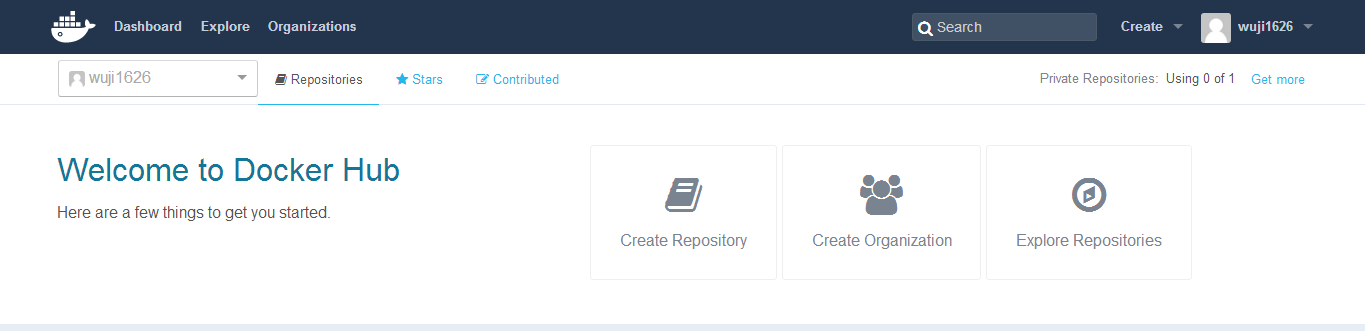 Dashboard Explore Organizations Search Create wuji1626
wuji1626 Repositories Stars Contributed Private Repositories: Using 0 of 1 Get more
Welcome to Docker Hub
Here are a few things to get you started.
Create Repository Create Organization Explore Repositories